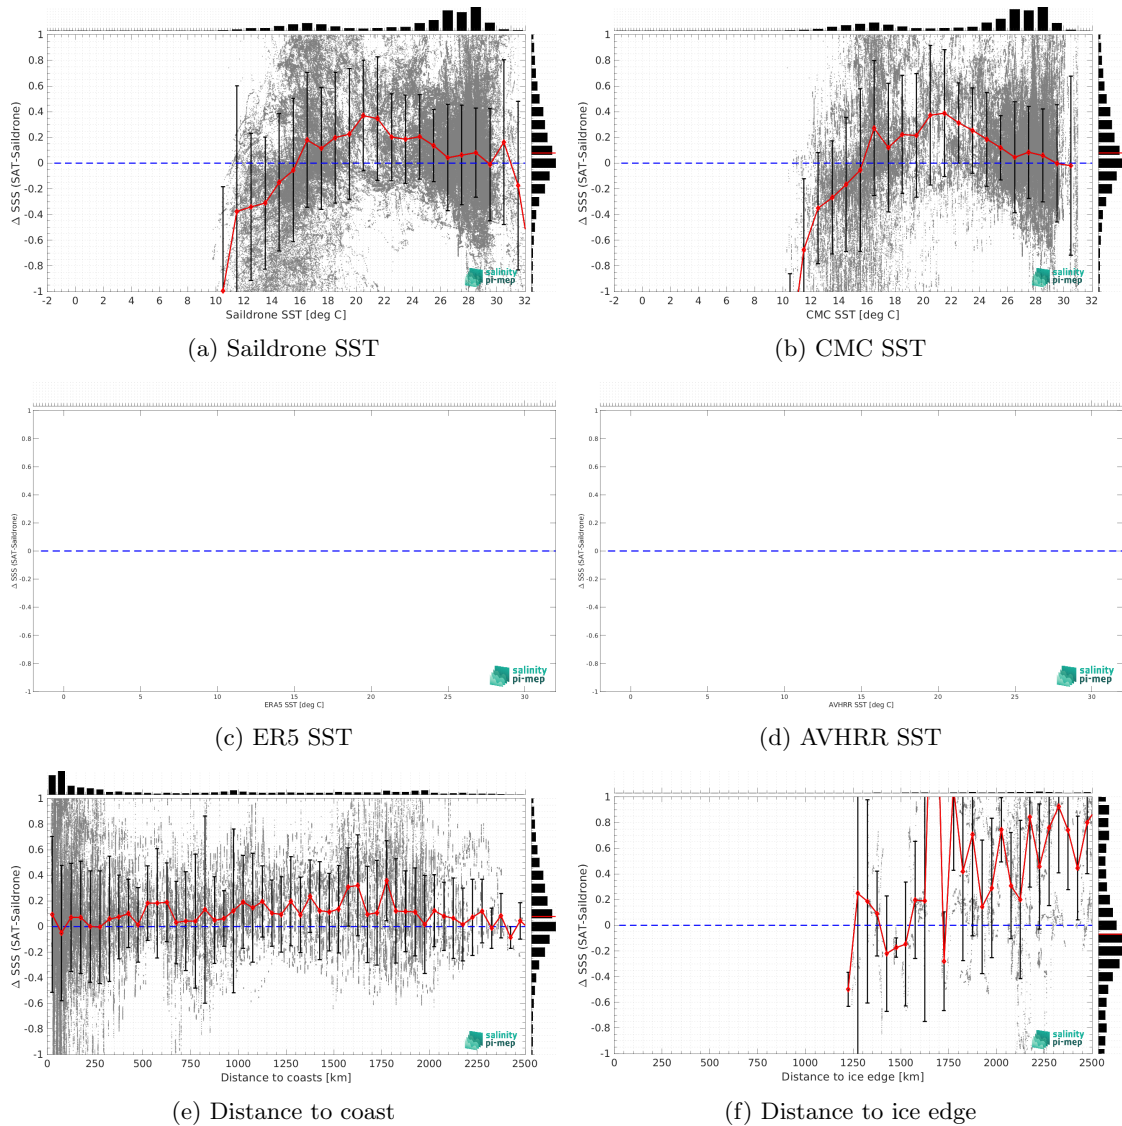 1
0.8
0.6
0.4
0.2
0
-0.2
-0.4
-0.6
-0.8
-1
Δ SSS (SAT-Saildrone)
-2 0 2 4 6 8 10 12 14 16 18 20 22 24 26 28 30 32
Saildrone SST [deg C]
salinity
pi-mep
(a) Saildrone SST
1
0.8
0.6
0.4
0.2
0
-0.2
-0.4
-0.6
-0.8
-1
Δ SSS (SAT-Saildrone)
-2 0 2 4 6 8 10 12 14 16 18 20 22 24 26 28 30 32
CMC SST [deg C]
salinity
pi-mep
(b) CMC SST
1
0.8
0.6
0.4
0.2
0
-0.2
-0.4
-0.6
-0.8
-1
Δ SSS (SAT-Saildrone)
0 5 10 15 20 25 30
ERA5 SST [deg C]
salinity
pi-mep
(c) ER5 SST
1
0.8
0.6
0.4
0.2
0
-0.2
-0.4
-0.6
-0.8
-1
Δ SSS (SAT-Saildrone)
0 5 10 15 20 25 30
AVHRR SST [deg C]
salinity
pi-mep
(d) AVHRR SST
1
0.8
0.6
0.4
0.2
0
-0.2
-0.4
-0.6
-0.8
-1
Δ SSS (SAT-Saildrone)
0 250 500 750 1000 1250 1500 1750 2000 2250 2500
Distance to coasts [km]
salinity
pi-mep
(e) Distance to coast
1
0.8
0.6
0.4
0.2
0
-0.2
-0.4
-0.6
-0.8
-1
Δ SSS (SAT-Saildrone)
0 250 500 750 1000 1250 1500 1750 2000 2250 2500
Distance to ice edge [km]
salinity
pi-mep
(f) Distance to ice edge